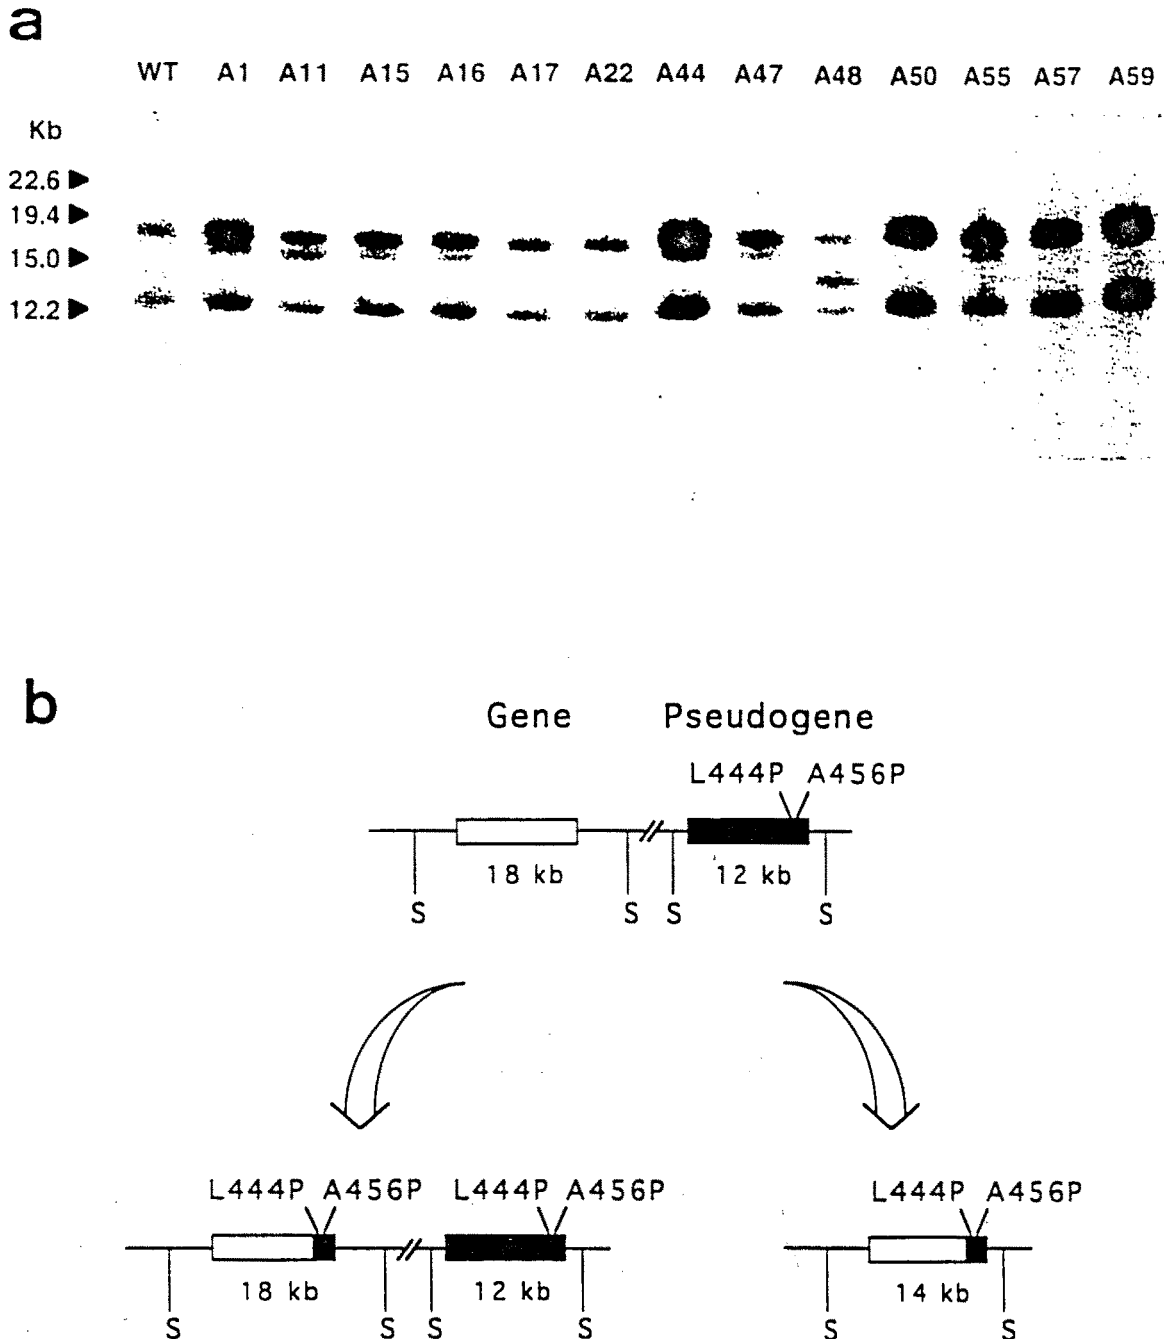 a
WT A1 A11 A15 A16 A17 A22 A44 A47 A48 A50 A55 A57 A59
Kb
22.6
19.4
15.0
12.2
b
Gene Pseudogene
L444P A456P
18 kb 12 kb
S S S S
L444P A456P L444P A456P L444P A456P
18 kb 12 kb 14 kb
S S S S S S